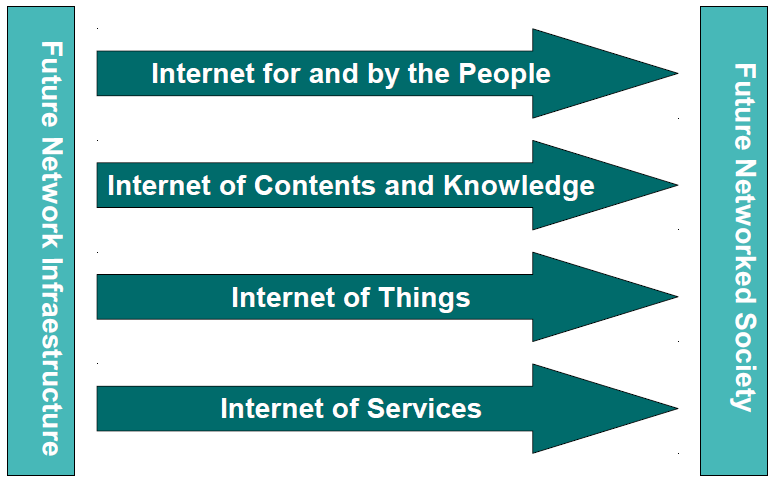 Future Network Infraestructure
Internet for and by the People
Internet of Contents and Knowledge
Internet of Things
Internet of Services
Future Networked Society